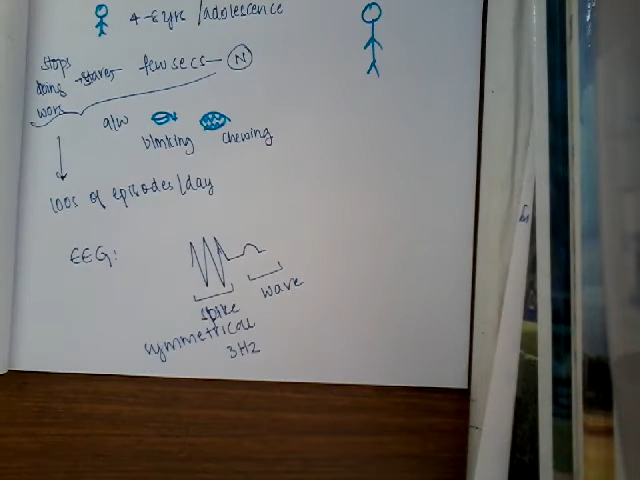 4-8yrs /adolescence
stops doing work → stares → few secs — N
a/w
blinking chewing
100s of episodes/day
EEG:
spike wave
symmetrical
3Hz